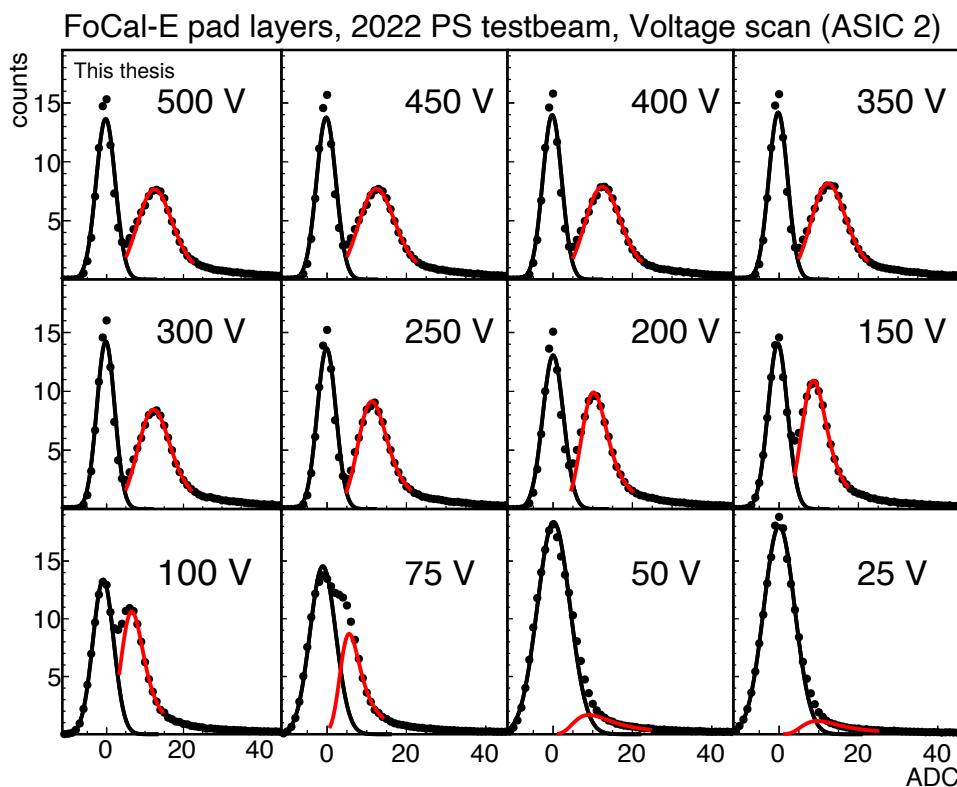 FoCal-E pad layers, 2022 PS testbeam, Voltage scan (ASIC 2)
counts
This thesis
500 V
450 V
400 V
350 V
15
10
5
300 V
250 V
200 V
150 V
15
10
5
100 V
75 V
50 V
25 V
15
10
5
0 20 40 0 20 40 0 20 40 0 20 40
ADC